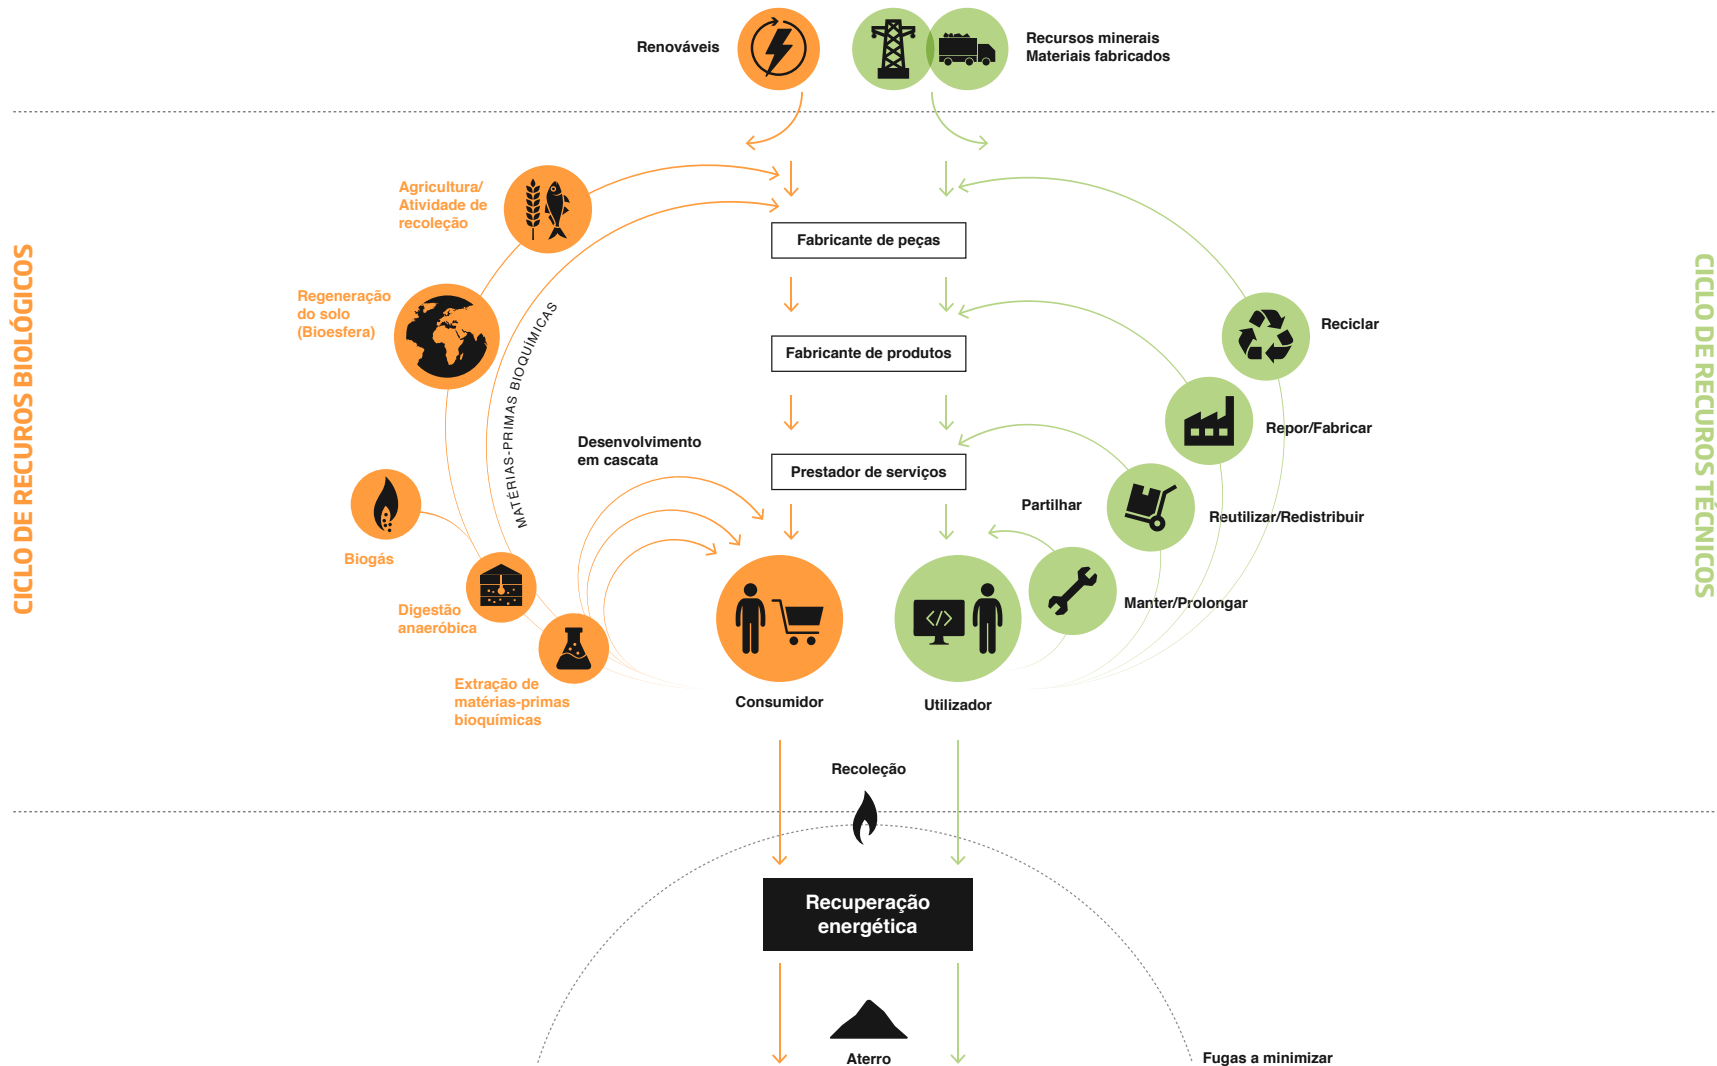 Renováveis
Recursos minerais
Materiais fabricados
CICLO DE RECUROS BIOLÓGICOS
CICLO DE RECUROS TÉCNICOS
Agricultura/
Atividade de
recoleção
Fabricante de peças
Regeneração
do solo
(Bioesfera)
MATÉRIAS-PRIMAS BIOQUÍMICAS
Reciclar
Fabricante de produtos
Repor/Fabricar
Desenvolvimento
em cascata
Prestador de serviços
Partilhar
Reutilizar/Redistribuir
Biogás
Digestão
anaeróbica
Manter/Prolongar
</>
Extração de
matérias-primas
bioquímicas
Consumidor
Utilizador
Recoleção
Recuperação
energética
Aterro
Fugas a minimizar